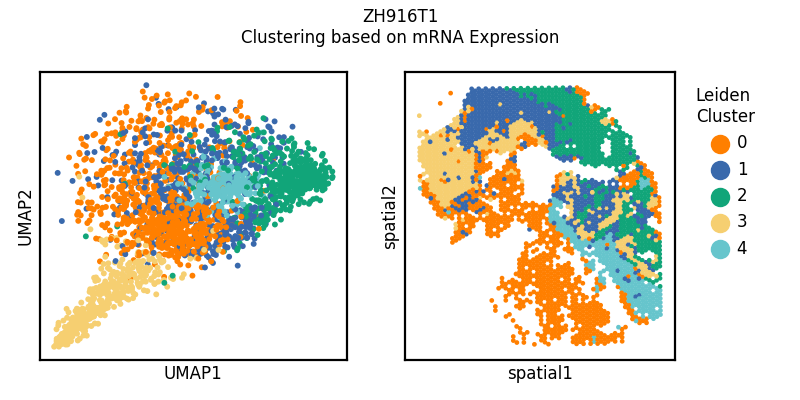 ZH916T1
Clustering based on mRNA Expression
UMAP2
UMAP1
spatial2
spatial1
Leiden
Cluster
0
1
2
3
4